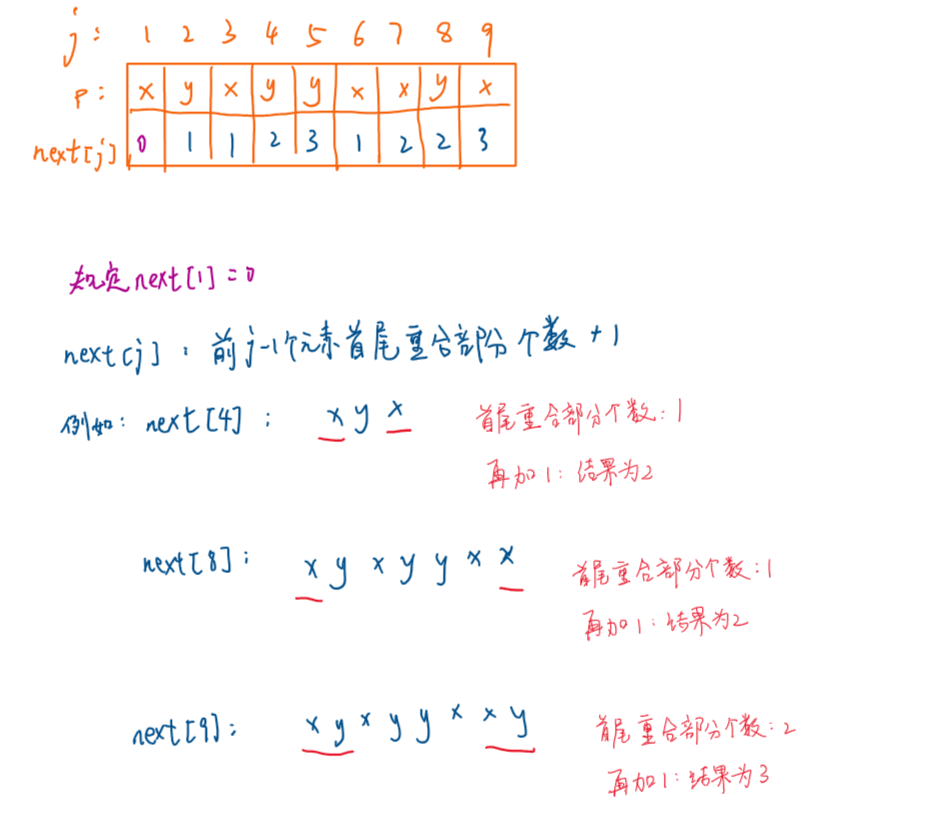 j: 1 2 3 4 5 6 7 8 9
P: x y x y y x x y x
next[j] 0 1 1 2 3 1 2 2 3
规定next[1]=0
next[j]: 前j-1个元素首尾重合部分个数+1
例如: next[4]: x y x 首尾重合部分个数:1
再加1: 结果为2
next[8]: x y x y y x x 首尾重合部分个数:1
再加1: 结果为2
next[9]: x y x y y x x y 首尾重合部分个数:2
再加1: 结果为3